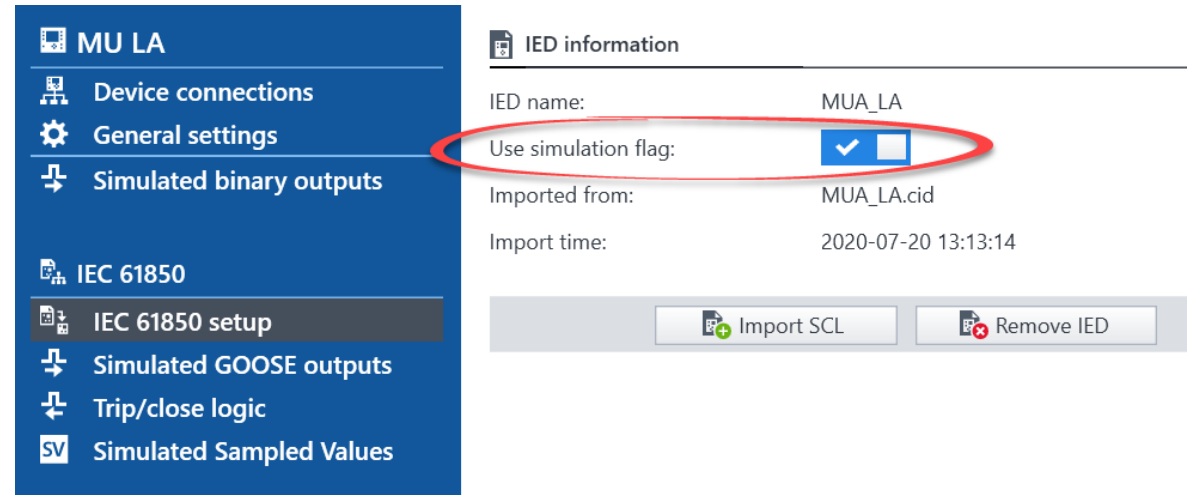 MU LA
Device connections
General settings
Simulated binary outputs
IEC 61850
IEC 61850 setup
Simulated GOOSE outputs
Trip/close logic
SV Simulated Sampled Values
IED information
IED name: MUA_LA
Use simulation flag:
Imported from: MUA_LA.cid
Import time: 2020-07-20 13:13:14
Import SCL Remove IED